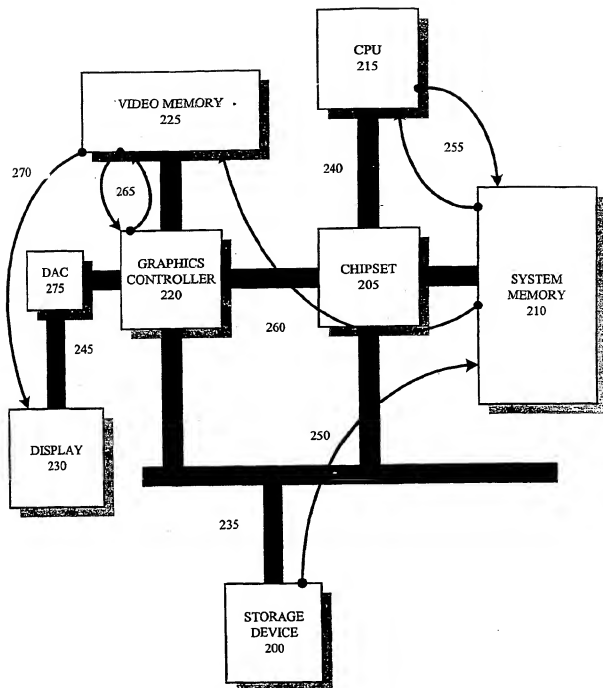 CPU
215
VIDEO MEMORY
225
270
265
240
255
DAC
275
GRAPHICS
CONTROLLER
220
CHIPSET
205
SYSTEM
MEMORY
210
260
245
DISPLAY
230
250
235
STORAGE
DEVICE
200